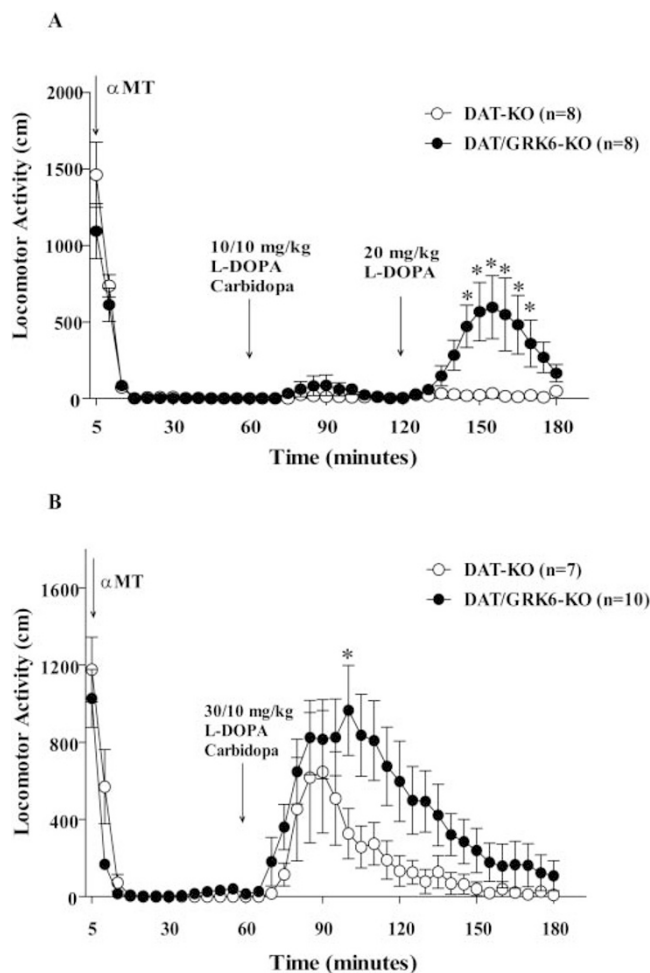 A
αMT
DAT-KO (n=8)
DAT/GRK6-KO (n=8)
Locomotor Activity (cm)
2000
1500
1000
500
0
10/10 mg/kg
L-DOPA
Carbidopa
20 mg/kg
L-DOPA
* * * * * *
5 30 60 90 120 150 180
Time (minutes)
B
αMT
DAT-KO (n=7)
DAT/GRK6-KO (n=10)
Locomotor Activity (cm)
1600
1200
800
400
0
30/10 mg/kg
L-DOPA
Carbidopa
*
5 30 60 90 120 150 180
Time (minutes)